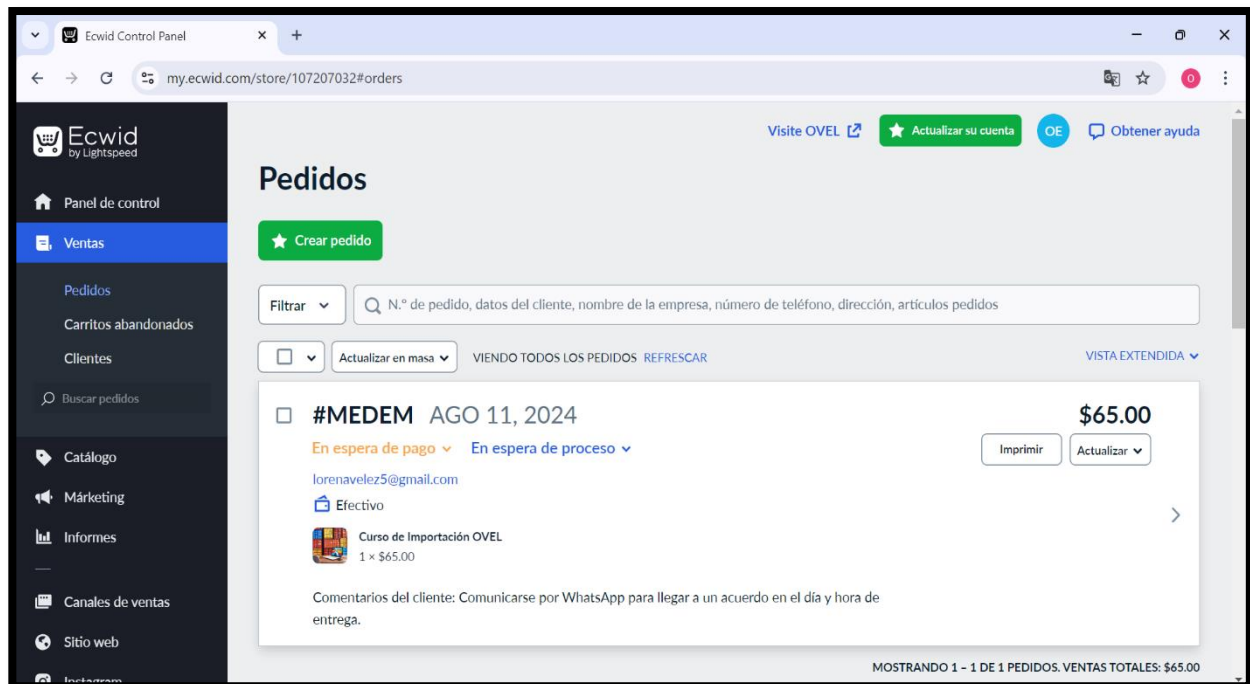 Ecwid Control Panel
my.ecwid.com/store/107207032#orders
O
Ecwid
by Lightspeed
Visite OVEL
Actualizar su cuenta
OE
Obtener ayuda
Panel de control
Ventas
Pedidos
Carritos abandonados
Clientes
Buscar pedidos
Catálogo
Márketing
Informes
Canales de ventas
Sitio web
Instagram
Pedidos
Crear pedido
Filtrar
N.º de pedido, datos del cliente, nombre de la empresa, número de teléfono, dirección, artículos pedidos
Actualizar en masa
VIENDO TODOS LOS PEDIDOS REFRESCAR
VISTA EXTENDIDA
#MEDEM AGO 11, 2024
$65.00
En espera de pago En espera de proceso
Imprimir
Actualizar
lorenavelez5@gmail.com
Efectivo
Curso de Importación OVEL
1 × $65.00
Comentarios del cliente: Comunicarse por WhatsApp para llegar a un acuerdo en el día y hora de
entrega.
MOSTRANDO 1 – 1 DE 1 PEDIDOS. VENTAS TOTALES: $65.00